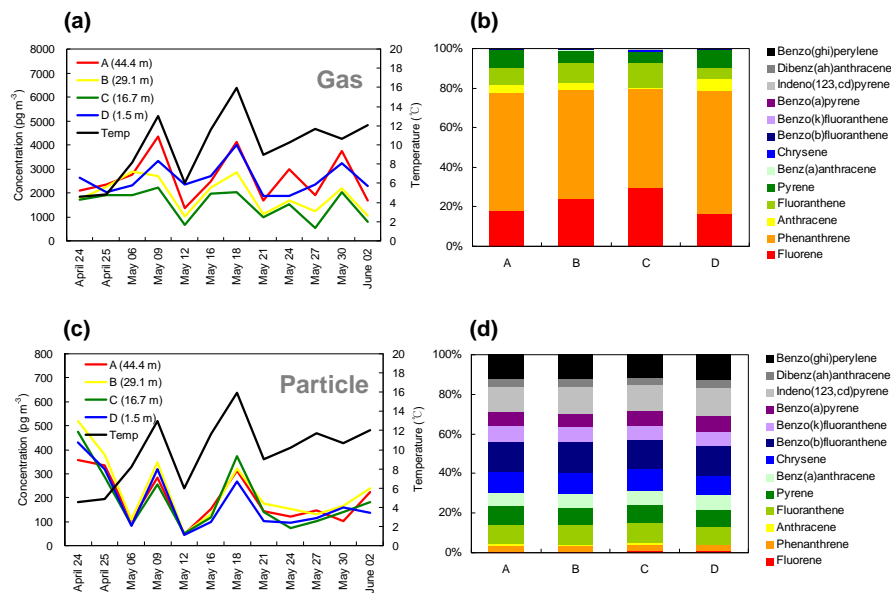 (a)
Gas
A (44.4 m)
B (29.1 m)
C (16.7 m)
D (1.5 m)
Temp
Concentration (pg m-3)
8000
7000
6000
5000
4000
3000
2000
1000
0
20
18
16
14
12
10
8
6
4
2
0
Temperature (℃)
April 24
April 25
May 06
May 09
May 12
May 16
May 18
May 21
May 24
May 27
May 30
June 02
(b)
100%
80%
60%
40%
20%
0%
A
B
C
D
Benzo(ghi)perylene
Dibenz(ah)anthracene
Indeno(123,cd)pyrene
Benzo(a)pyrene
Benzo(k)fluoranthene
Benzo(b)fluoranthene
Chrysene
Benz(a)anthracene
Pyrene
Fluoranthene
Anthracene
Phenanthrene
Fluorene
(c)
Particle
A (44.4 m)
B (29.1 m)
C (16.7 m)
D (1.5 m)
Temp
Concentration (pg m-3)
800
700
600
500
400
300
200
100
0
20
18
16
14
12
10
8
6
4
2
0
Temperature (℃)
April 24
April 25
May 06
May 09
May 12
May 16
May 18
May 21
May 24
May 27
May 30
June 02
(d)
100%
80%
60%
40%
20%
0%
A
B
C
D
Benzo(ghi)perylene
Dibenz(ah)anthracene
Indeno(123,cd)pyrene
Benzo(a)pyrene
Benzo(k)fluoranthene
Benzo(b)fluoranthene
Chrysene
Benz(a)anthracene
Pyrene
Fluoranthene
Anthracene
Phenanthrene
Fluorene